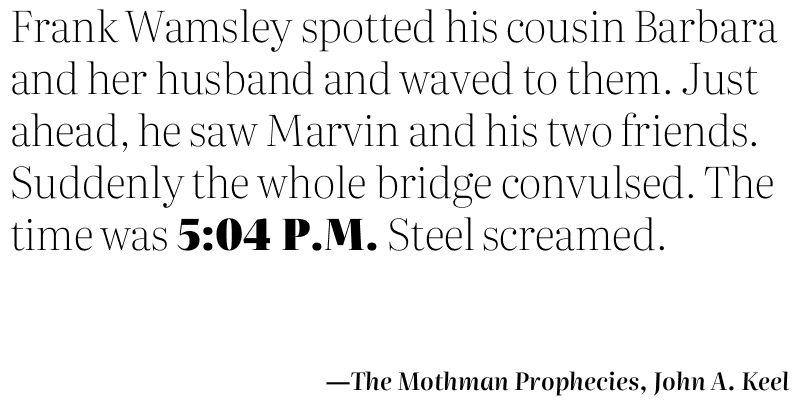 Frank Wamsley spotted his cousin Barbara
and her husband and waved to them. Just
ahead, he saw Marvin and his two friends.
Suddenly the whole bridge convulsed. The
time was 5:04 P.M. Steel screamed.
—The Mothman Prophecies, John A. Keel